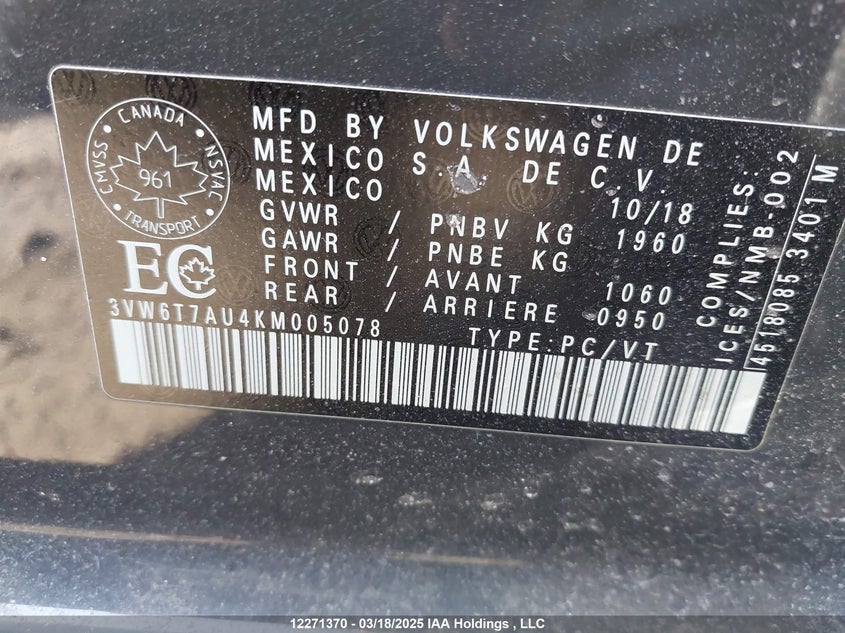 CANADA
CMVSS
961
NSVAC
TRANSPORT
EC
MFD BY VOLKSWAGEN DE
MEXICO S.A. DE C.V.
MEXICO 10/18
GVWR / PNBV KG 1960
GAWR / PNBE KG
FRONT / AVANT 1060
REAR / ARRIERE 0950
3VW6T7AU4KM005078 TYPE:PC/VT
COMPLIES:
ICES/NMB-002
4518085 3401 M
12271370 - 03/18/2025 IAA Holdings , LLC